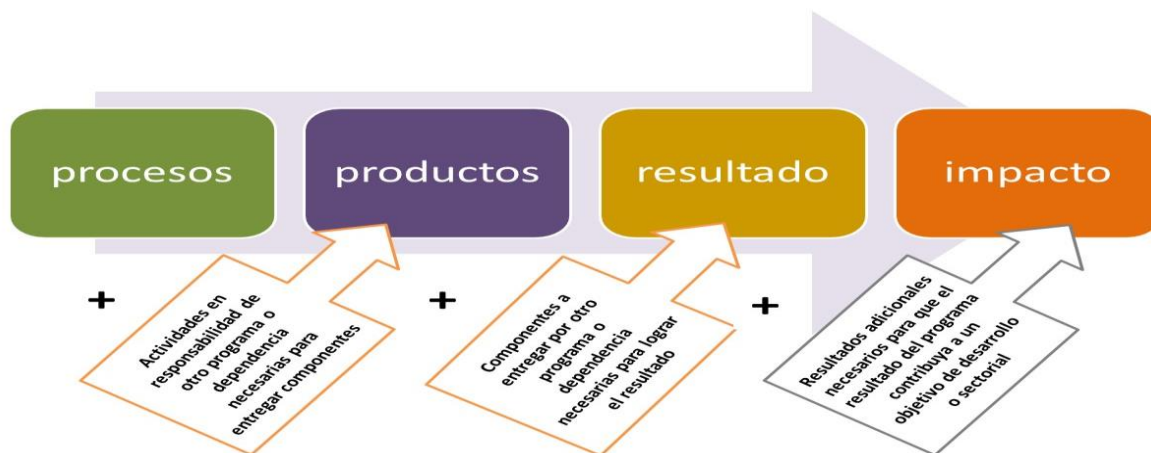 procesos
productos
resultado
impacto
+
Actividades en
responsabilidad de
otro programa o
dependencia
necesarias para
entregar componentes
+
Componentes a
entregar por otro
programa o
dependencia
necesarias para lograr
el resultado
+
Resultados adicionales
necesarios para que el
resultado del programa
contribuya a un
objetivo de desarrollo
o sectorial